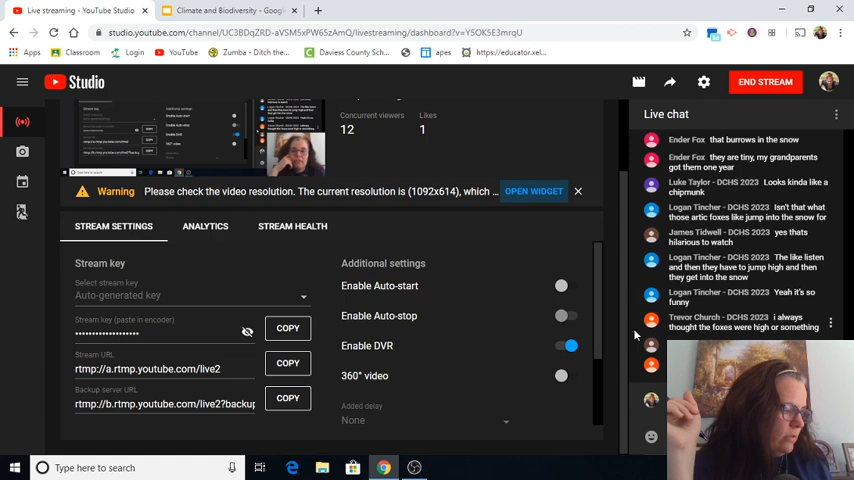 Live streaming - YouTube Studio
Climate and Biodiversity - Googl
studio.youtube.com/channel/UC3BDqZRD-aVSM5xPW65zAmQ/livestreaming/dashboard?v=Y5OK5E3mrqU
Apps
Classroom
Login
YouTube
Zumba - Ditch the...
Daviess County Sch...
apes
https://educator.xel...
Studio
END STREAM
Concurrent viewers
12
Likes
1
Live chat
Ender Fox that burrows in the snow
Ender Fox they are tiny, my grandparents
got them one year
Luke Taylor - DCHS 2023 Looks kinda like a
chipmunk
Logan Tincher - DCHS 2023 Isn't that what
those artic foxes like jump into the snow for
James Tidwell - DCHS 2023 yes thats
hilarious to watch
Logan Tincher - DCHS 2023 The like listen
and then they have to jump high and then
they get into the snow
Logan Tincher - DCHS 2023 Yeah it's so
funny
Trevor Church - DCHS 2023 i always
thought the foxes were high or something
Warning Please check the video resolution. The current resolution is (1092x614), which ...
OPEN WIDGET
STREAM SETTINGS
ANALYTICS
STREAM HEALTH
Stream key
Select stream key
Auto-generated key
Stream key (paste in encoder)
COPY
Stream URL
rtmp://a.rtmp.youtube.com/live2
COPY
Backup server URL
rtmp://b.rtmp.youtube.com/live2?backup
COPY
Additional settings
Enable Auto-start
Enable Auto-stop
Enable DVR
360° video
Added delay
None
Type here to search